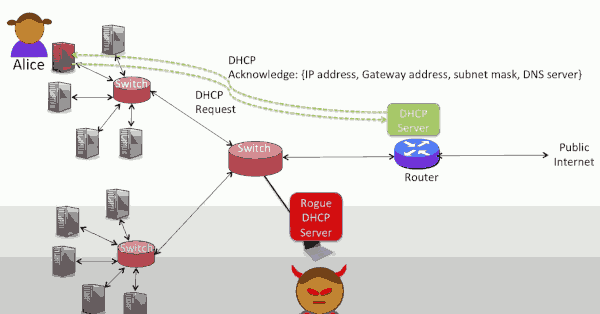 Alice
Switch
DHCP
Acknowledge: {IP address, Gateway address, subnet mask, DNS server}
DHCP
Request
DHCP
Server
Switch
Router
Public
Internet
Rogue
DHCP
Server
Switch